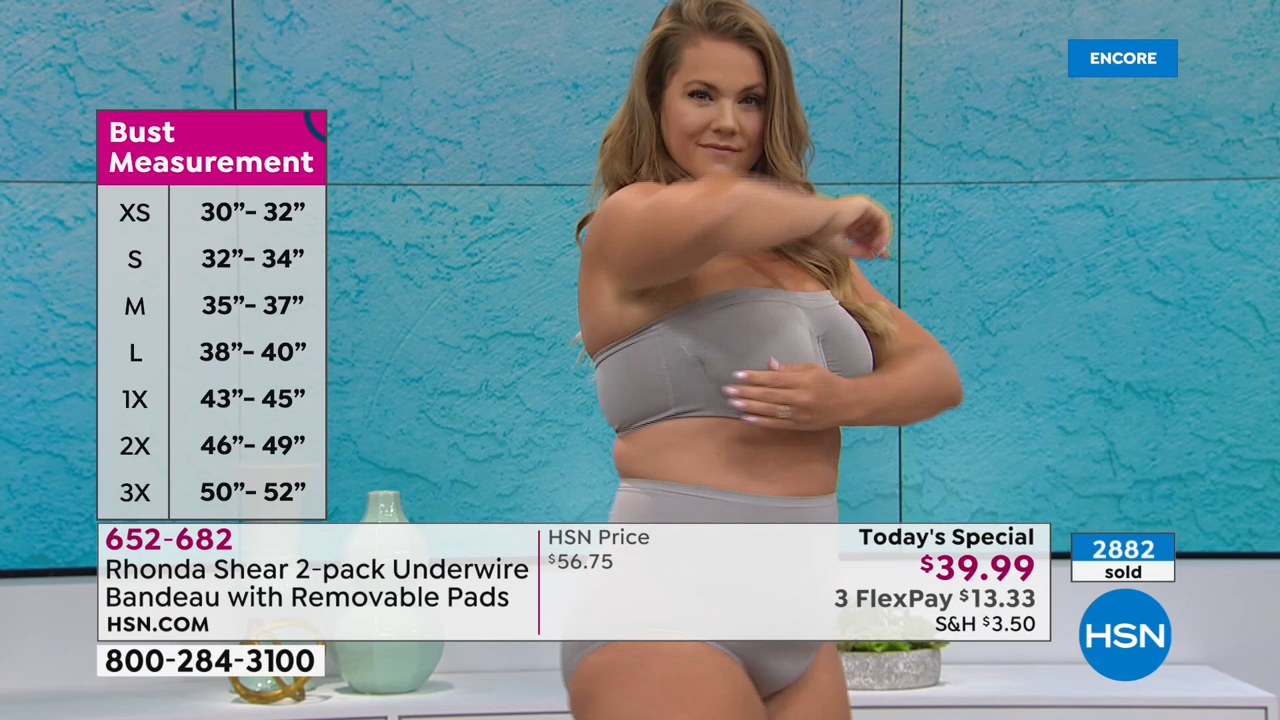 ENCORE
Bust
Measurement
XS 30”- 32”
S 32”- 34”
M 35”- 37”
L 38”- 40”
1X 43”- 45”
2X 46”- 49”
3X 50”- 52”
652-682
Rhonda Shear 2-pack Underwire
Bandeau with Removable Pads
HSN.COM
800-284-3100
HSN Price
$56.75
Today's Special
$39.99
3 FlexPay $13.33
S&H $3.50
2882
sold
HSN